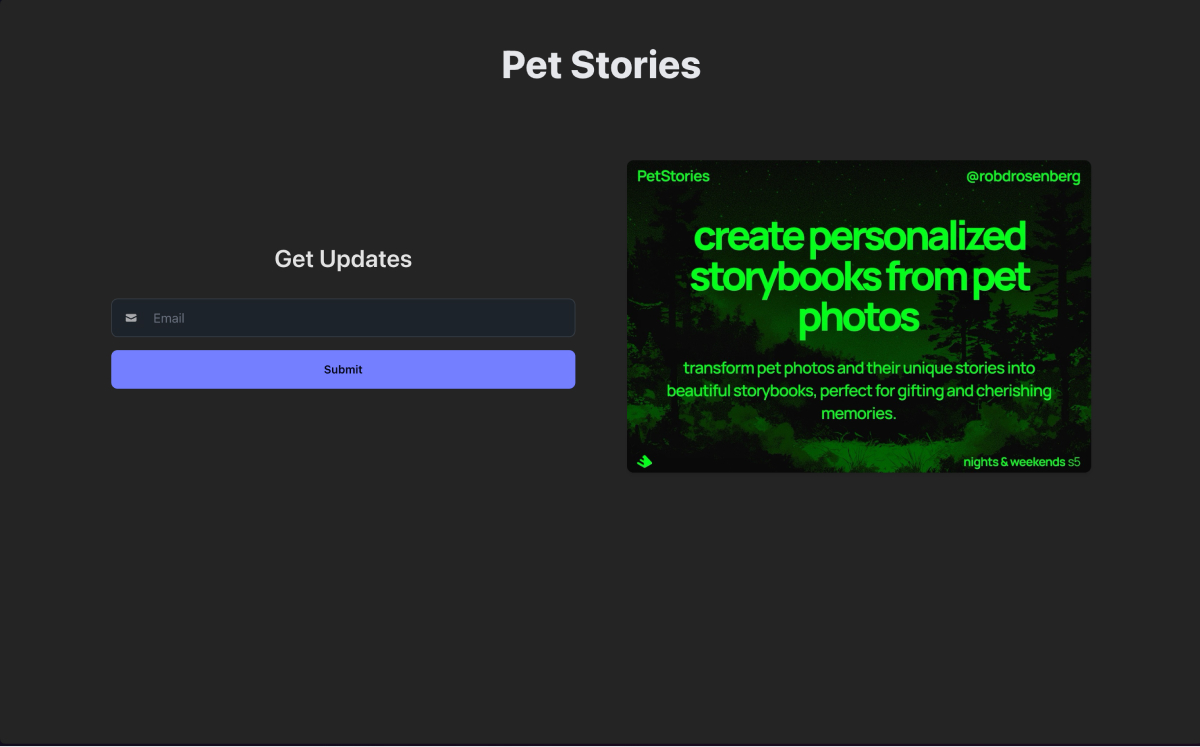 Pet Stories
Get Updates
Email
Submit
PetStories
@robdrosenberg
create personalized
storybooks from pet
photos
transform pet photos and their unique stories into
beautiful storybooks, perfect for gifting and cherishing
memories.
nights & weekends s5